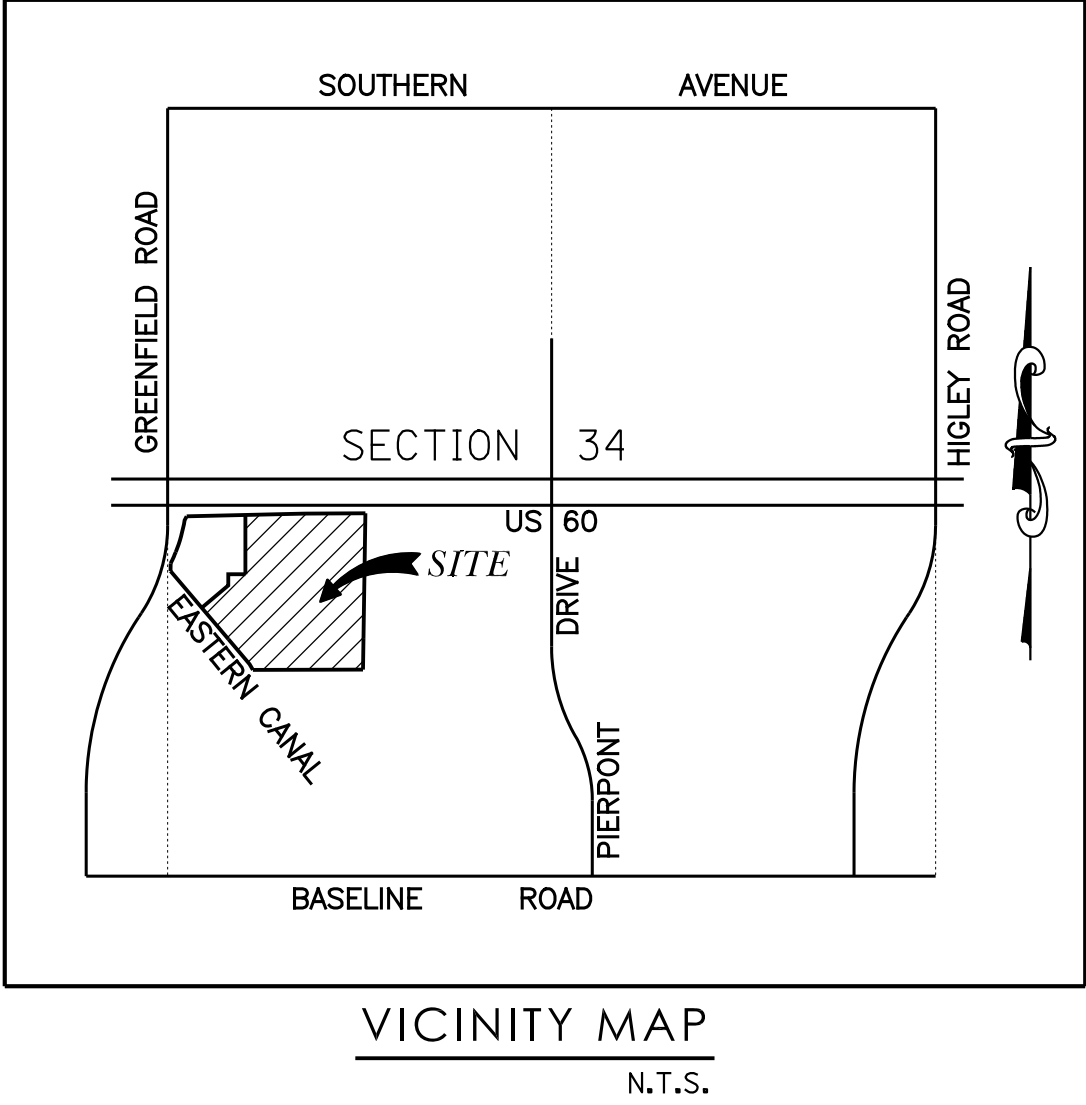 SOUTHERN AVENUE
GREENFIELD ROAD
HIGLEY ROAD
SECTION 34
US 60
SITE
DRIVE
EASTERN CANAL
PIERPONT
BASELINE ROAD
VICINITY MAP
N.T.S.